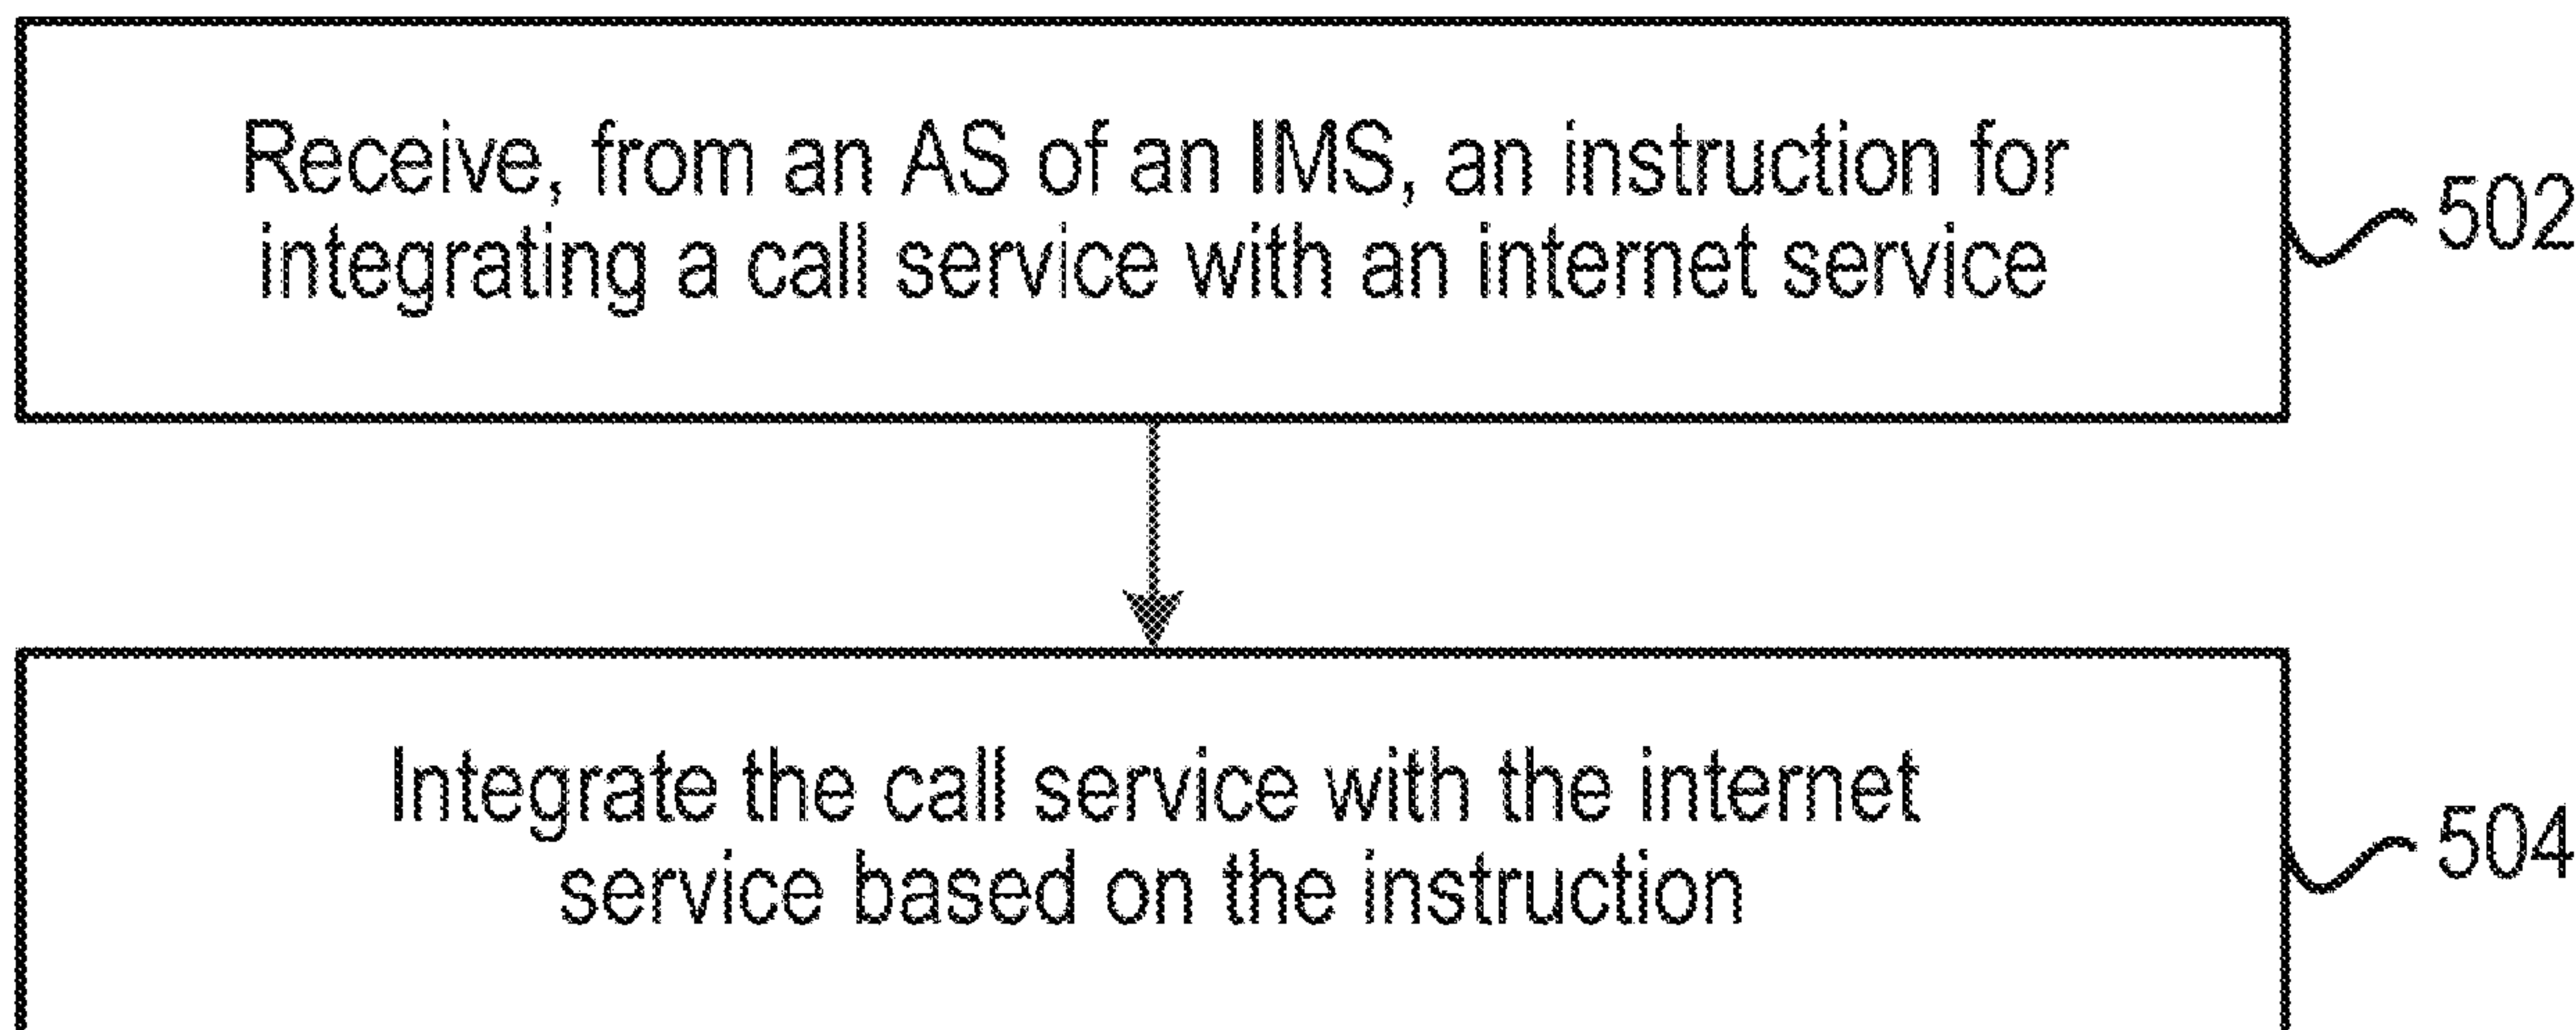 Receive, from an AS of an IMS, an instruction for
integrating a call service with an internet service
502
Integrate the call service with the internet
service based on the instruction
504